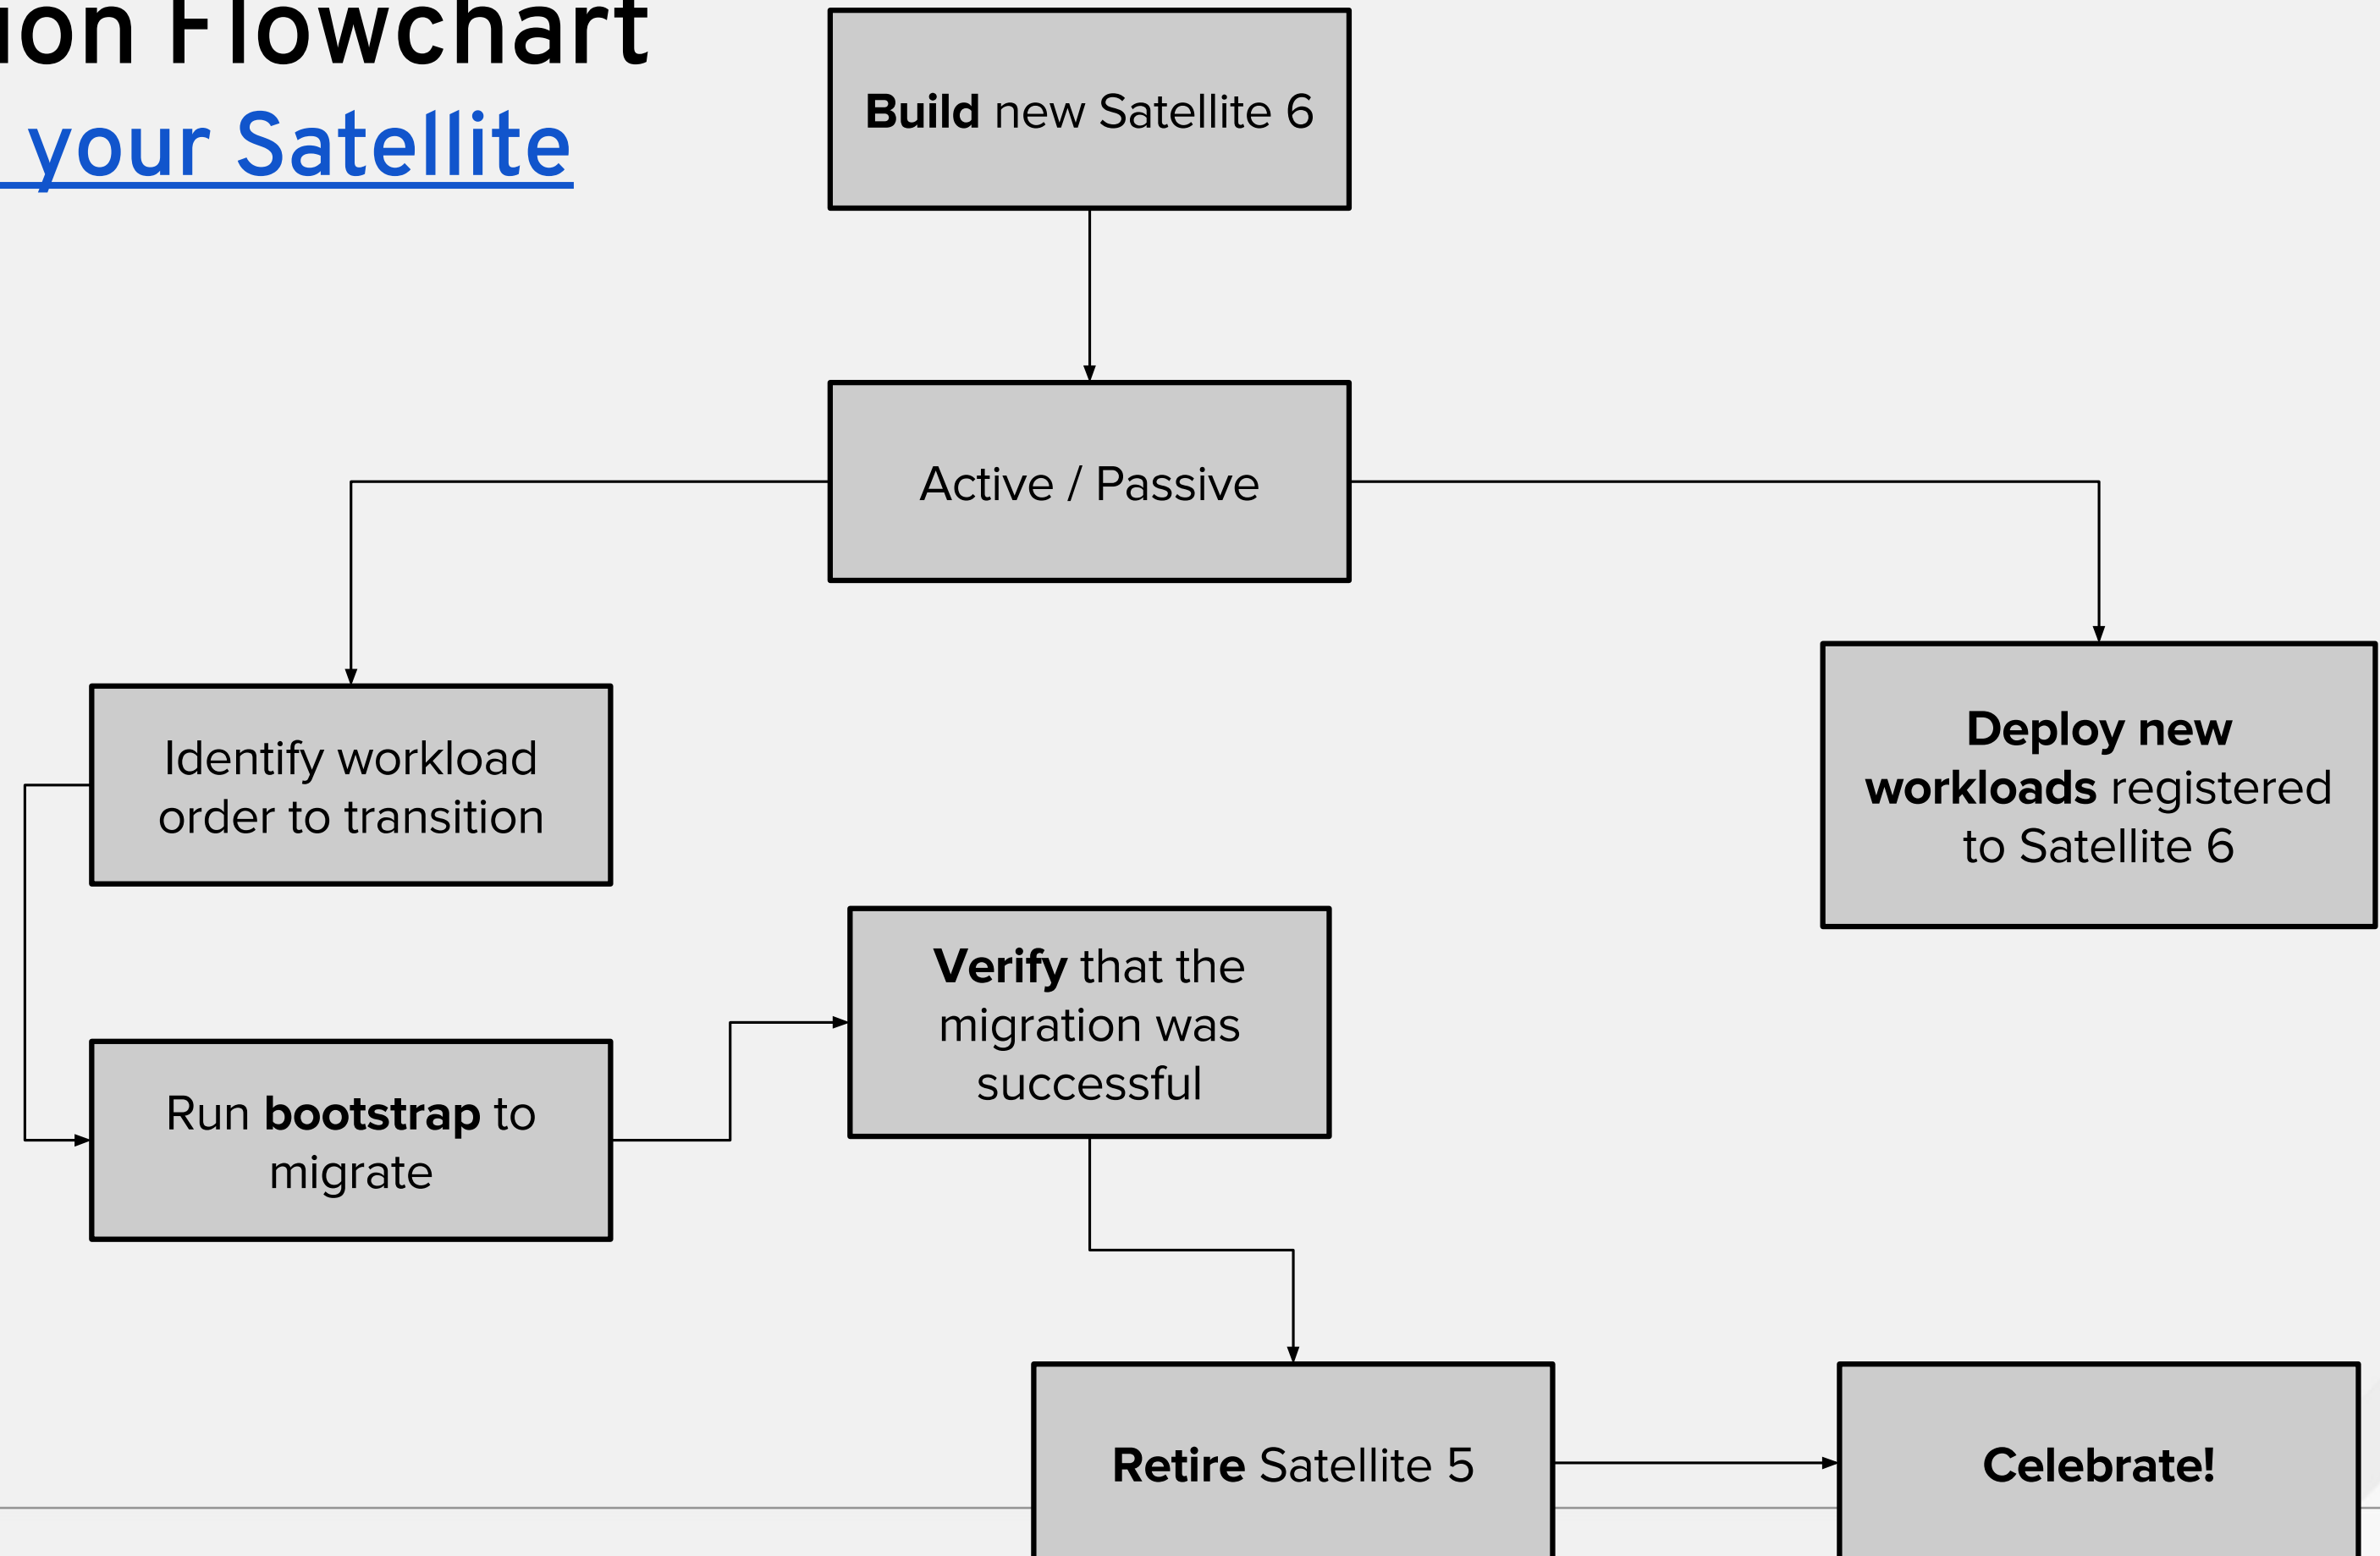 ion Flowchart
your Satellite
Build new Satellite 6
Active / Passive
Identify workload
order to transition
Deploy new
workloads registered
to Satellite 6
Verify that the
migration was
successful
Run bootstrap to
migrate
Retire Satellite 5
Celebrate!